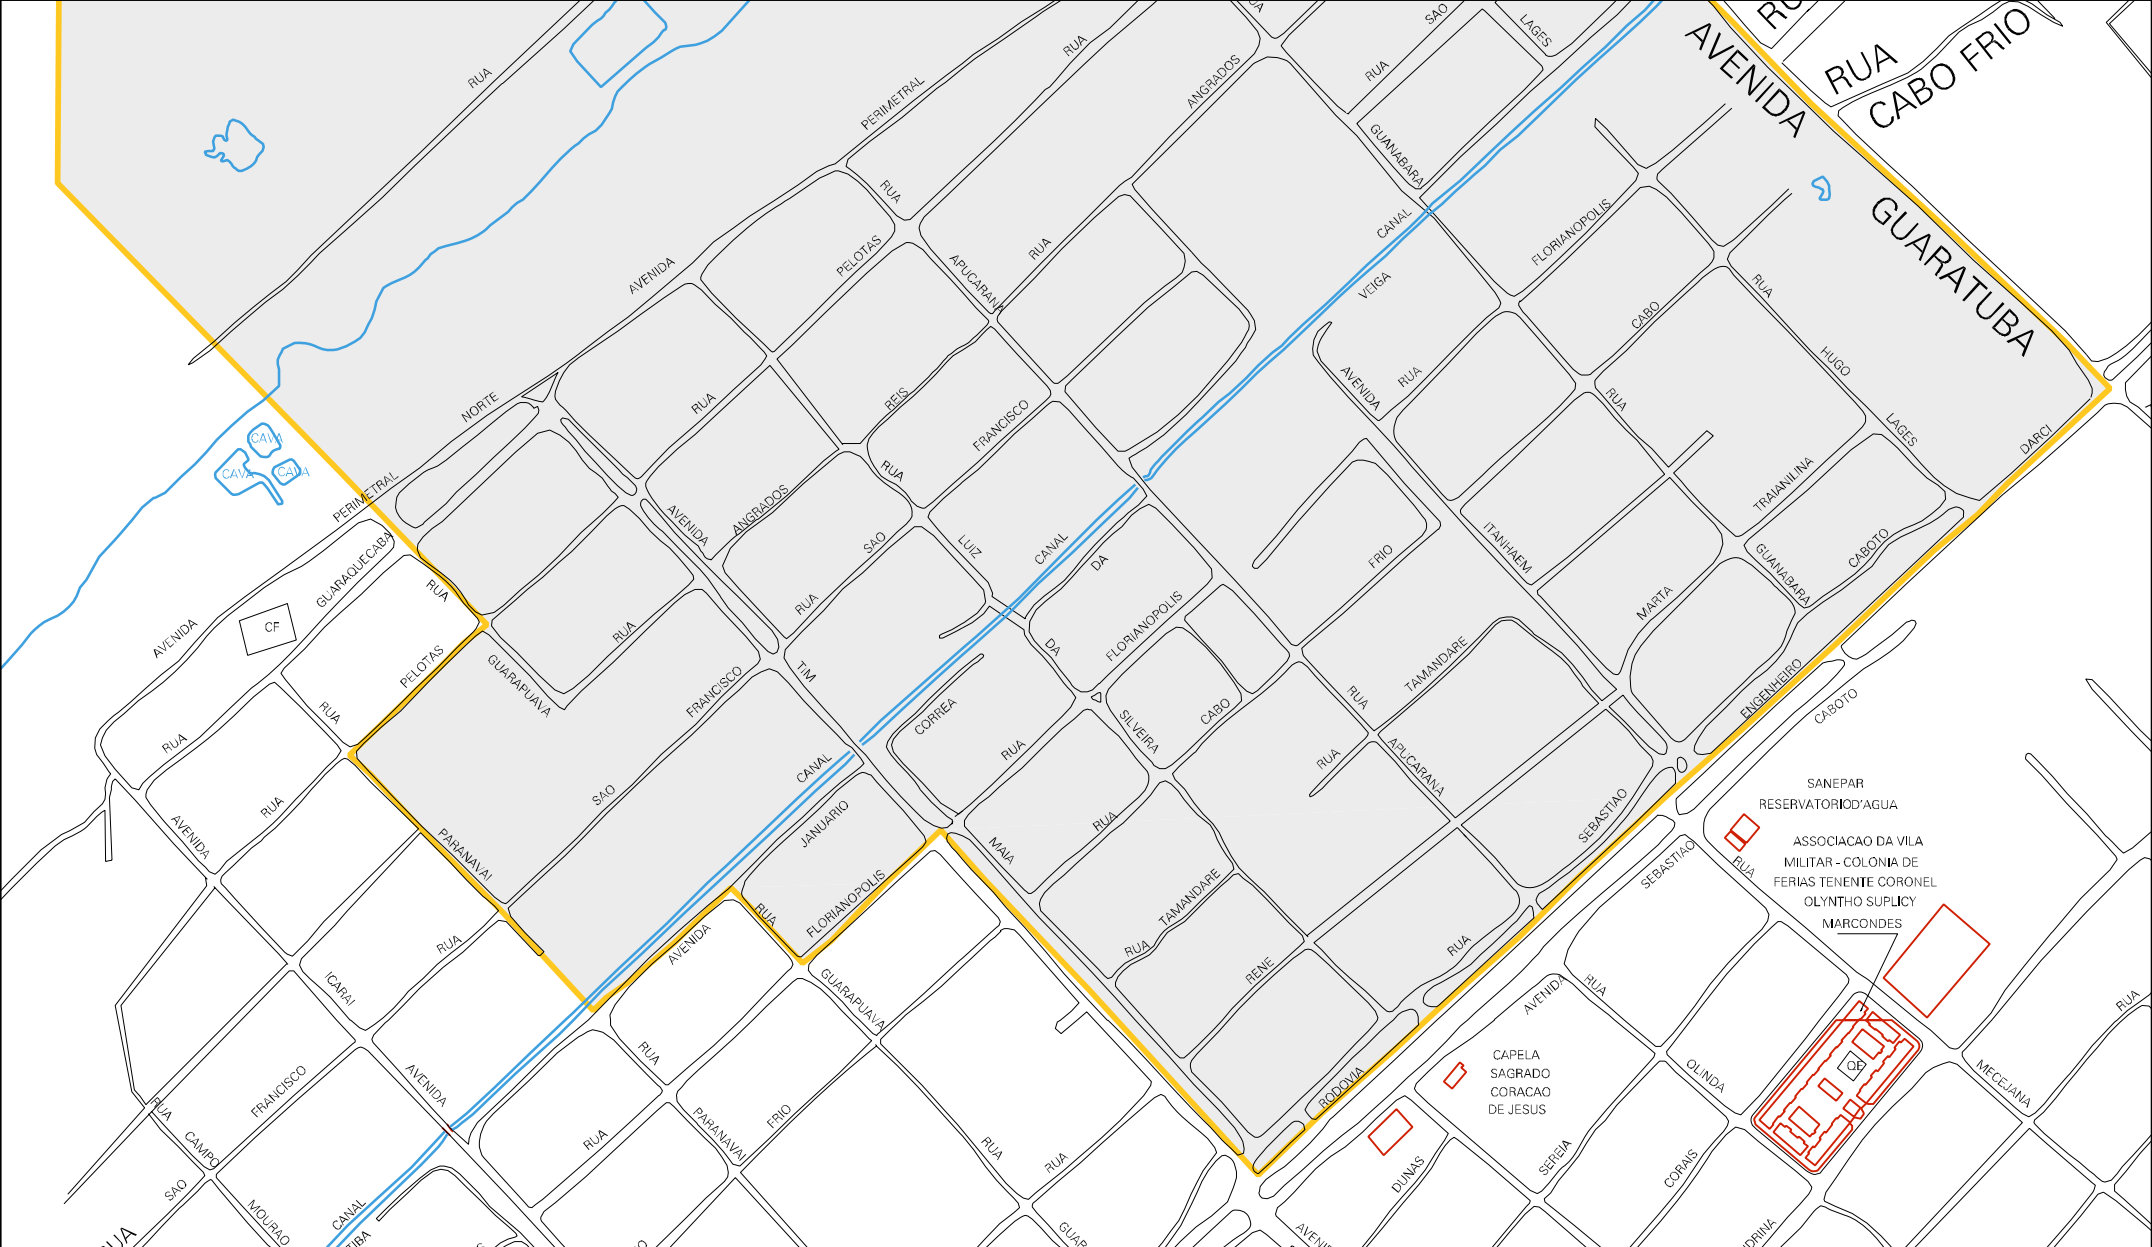 RUA
SAO
LAGES
AVENIDA
RUA
CABO FRIO
RUA
RUA
RUA
ANGRADOS
PERIMETRAL
GUANABARA
GUARATUBA
RUA
CANAL
FLORIANOPOLIS
PELOTAS
RUA
APUCARANA
AVENIDA
VEIGA
RUA
CABO
HUGO
AVENIDA
RUA
RUA
REIS
RUA
NORTE
FRANCISCO
LAGES
DARCI
CAVA
CAVA
CAVA
RUA
TRAIANILINA
PERIMETRAL
ANGRADOS
AVENIDA
ITANHAEM
SAO
LUIZ
CANAL
DA
FRIO
CABOTO
GUANABARA
GUARAQUECABA
RUA
RUA
MARTA
CF
AVENIDA
RUA
DA
FLORIANOPOLIS
PELOTAS
GUARAPUAVA
T.M
TAMANDARE
FRANCISCO
RUA
ENGENHEIRO
CABOTO
RUA
CORREA
SILVEIRA
CABO
RUA
RUA
RUA
APUCARANA
CANAL
SAO
SANEPAR
RESERVATORIOD'AGUA
RUA
AVENIDA
JANUARIO
RUA
MAIA
SEBASTIAO
PARANAVAI
ASSOCIACAO DA VILA
MILITAR - COLONIA DE
FERIAS TENENTE CORONEL
OLYNTHO SUPLICY
MARCONDES
SEBASTIAO
RUA
FLORIANOPOLIS
RUA
TAMANDARE
RUA
RUA
AVENIDA
RUA
RENE
ICARAI
GUARAPUAVA
AVENIDA
RUA
RUA
RUA
AVENIDA
FRANCISCO
CAPELA
SAGRADO
CORACAO
DE JESUS
RODOVIA
OLINDA
QE
MECEJANA
RUA
CAMPO
RUA
PARANAVAI
FRIO
RUA
RUA
SEREIA
CORAIS
DUNAS
SAO
MOURAO
CANAL